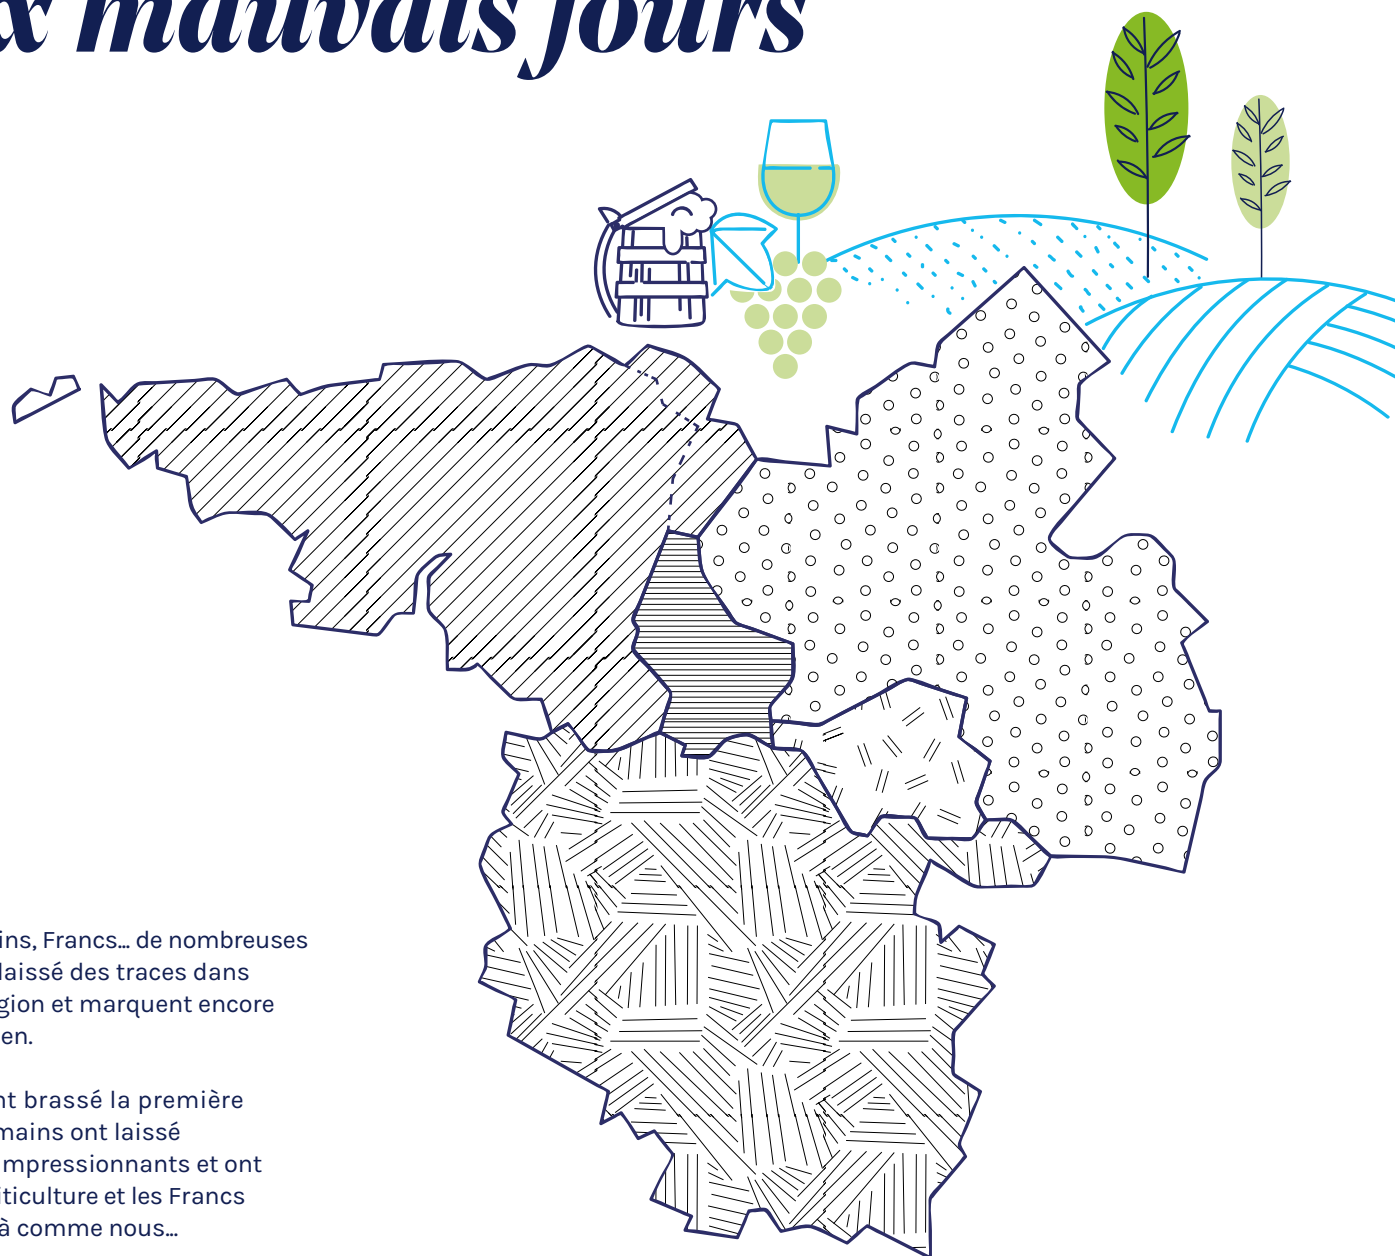 x mauvais jours
ins, Francs... de nombreuses
laissé des traces dans
gion et marquent encore
en.
nt brassé la première
mains ont laissé
mpressionnants et ont
iticulture et les Francs
à comme nous...